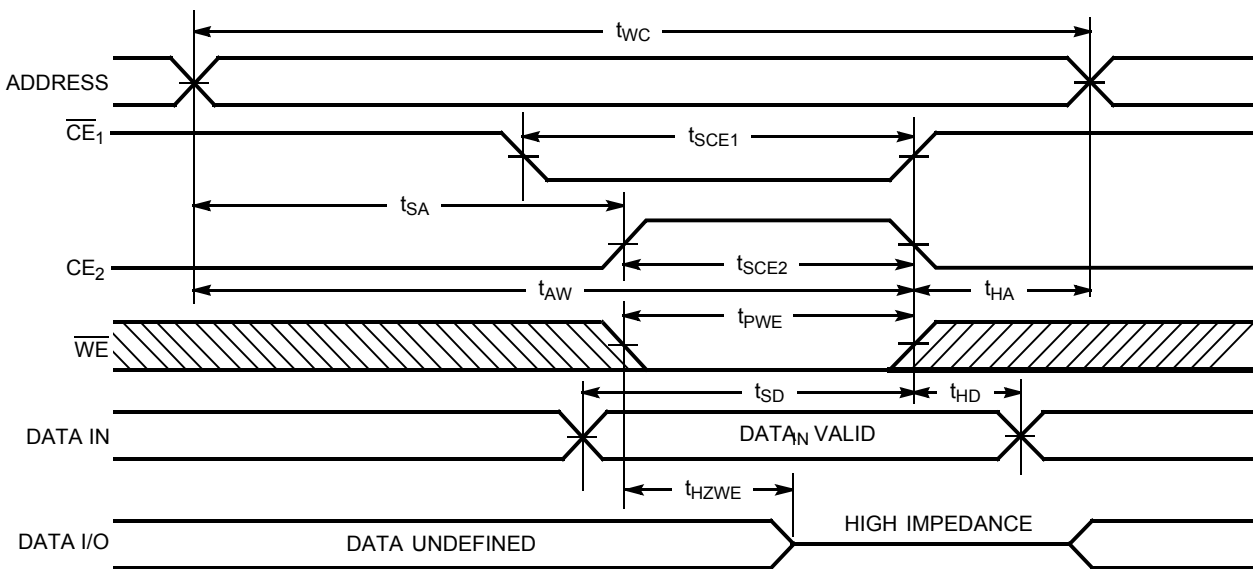 tWC
ADDRESS
CE1
tSCE1
tSA
CE2
tSCE2
tAW
tHA
tPWE
WE
tSD
tHD
DATA IN
DATAIN VALID
tHZWE
HIGH IMPEDANCE
DATA I/O
DATA UNDEFINED